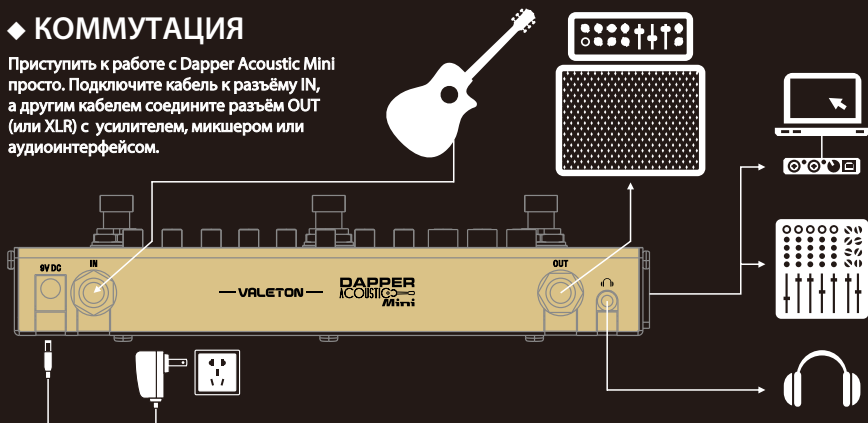 ◆ КОММУТАЦИЯ
Приступить к работе с Dapper Acoustic Mini
просто. Подключите кабель к разъёму IN,
а другим кабелем соедините разъём OUT
(или XLR) с усилителем, микшером или
аудиоинтерфейсом.
9V DC
IN
VALETON
DAPPER
ACOUSTIC
Mini
OUT